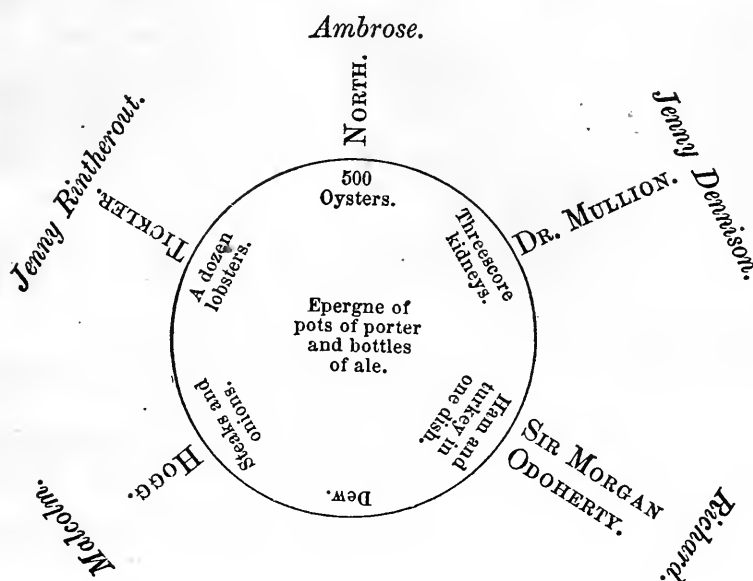 Ambrose.
NORTH.
Jenny Rintherout.
TICKLER.
Jenny Dennison.
DR. MULLION.
500
Oysters.
A dozen
lobsters.
Threescore
kidneys.
Epergne of
pots of porter
and bottles
of ale.
Steaks and
onions.
Ham and
turkey in
one dish.
Dew.
HOGG.
Malcolm.
SIR MORGAN
ODOHERTY.
Richard.